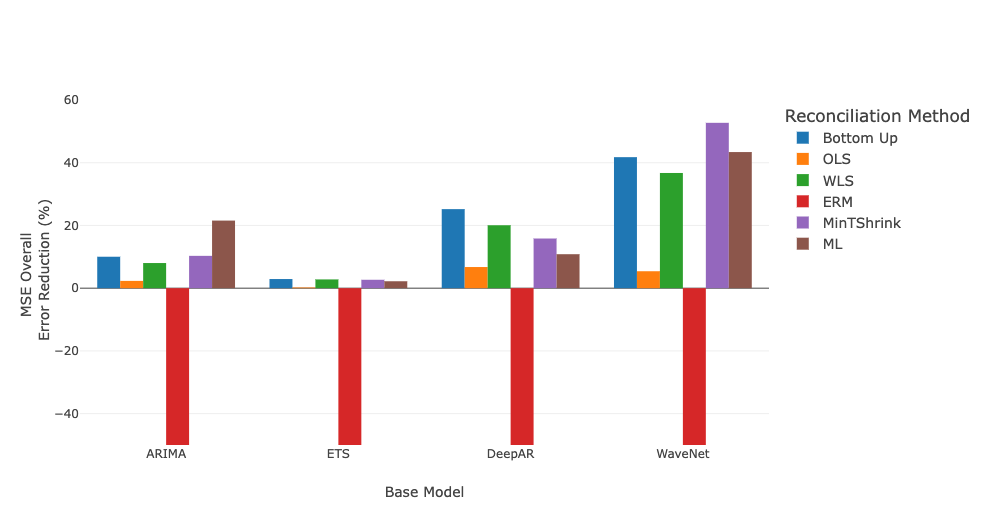 60
40
20
0
−20
−40
MSE Overall
Error Reduction (%)
ARIMA
ETS
DeepAR
WaveNet
Base Model
Reconciliation Method
Bottom Up
OLS
WLS
ERM
MinTShrink
ML